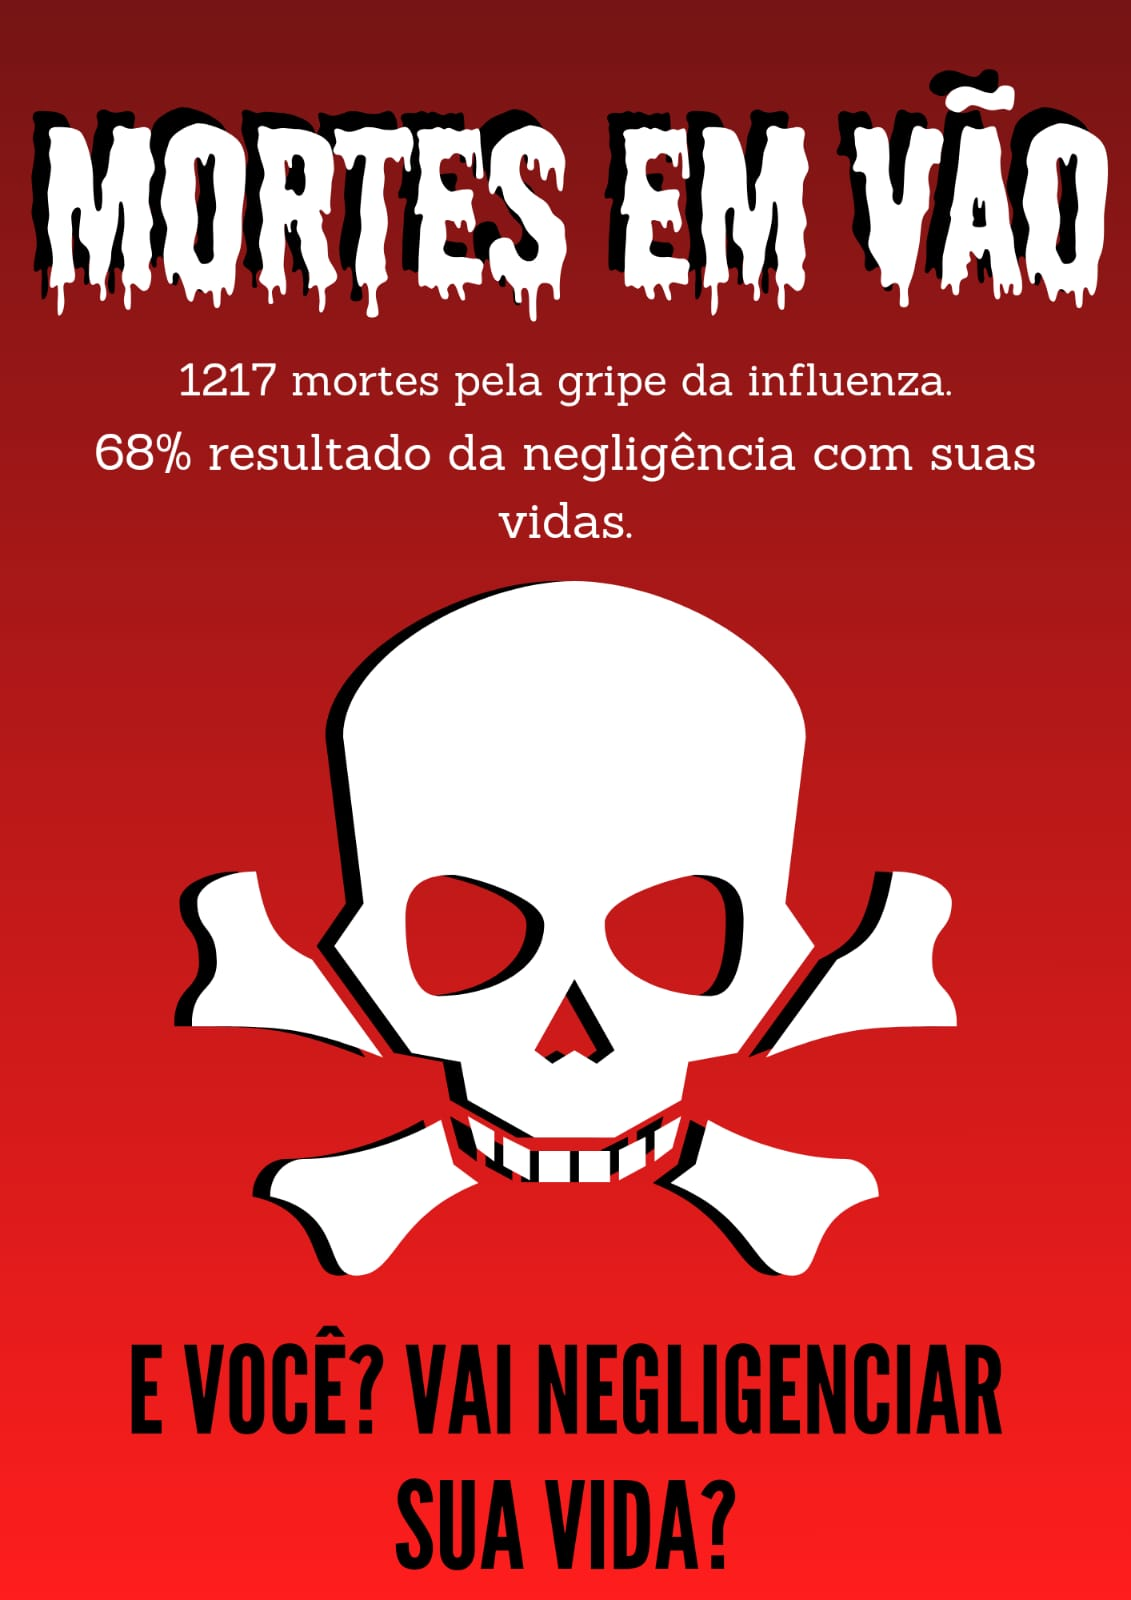 MORTES EM VÃO
1217 mortes pela gripe da influenza.
68% resultado da negligência com suas
vidas.
E VOCÊ? VAI NEGLIGENCIAR
SUA VIDA?